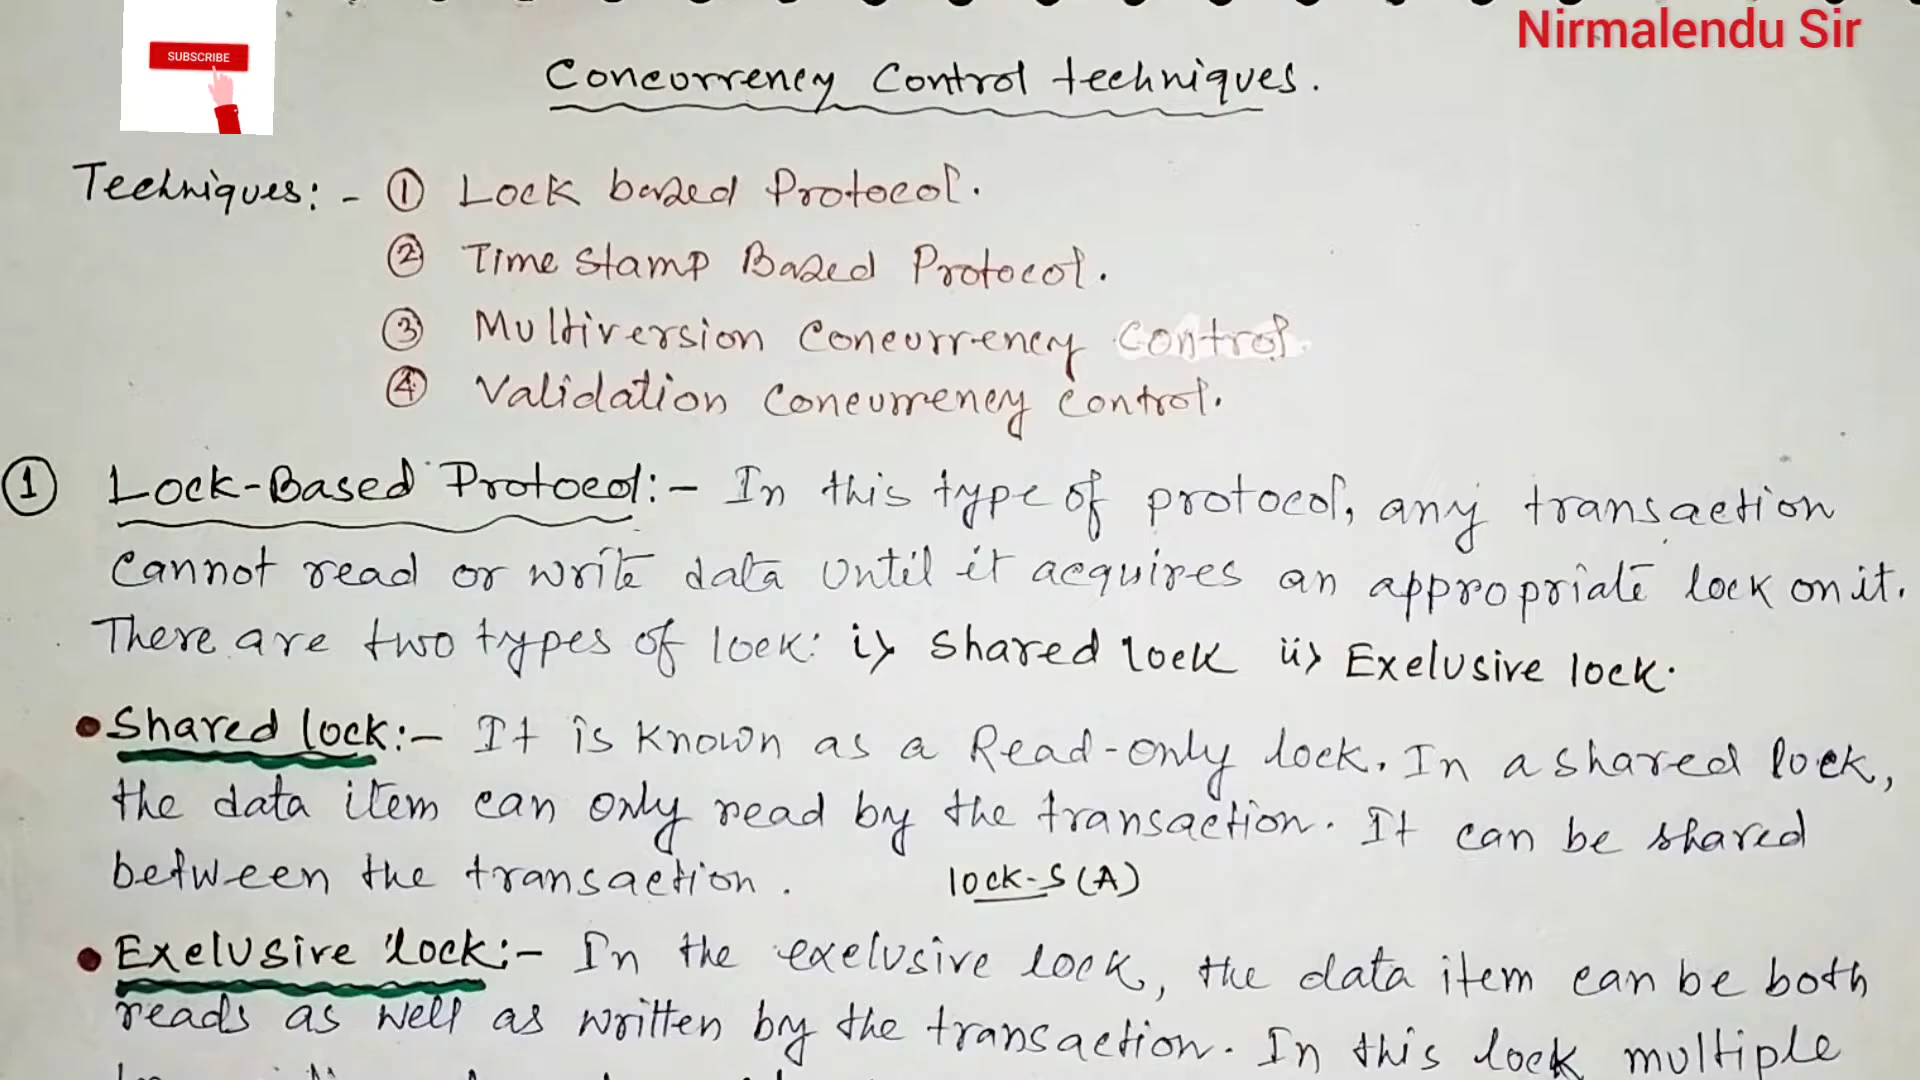 Nirmalendu Sir
SUBSCRIBE
Concurrency Control techniques.
Techniques: - ① Lock based Protocol.
② Time stamp Based Protocol.
③ Multiversion Concurrency Control.
④ Validation Concurrency Control.
① Lock-Based Protocol:- In this type of protocol, any transaction
cannot read or write data until it acquires an appropriate lock on it.
There are two types of lock: i> Shared lock ii> Exclusive lock.
• Shared lock:- It is known as a Read-only lock. In a shared lock,
the data item can only read by the transaction. It can be shared
between the transaction. lock-S(A)
• Exclusive lock:- In the exclusive lock, the data item can be both
reads as well as written by the transaction. In this lock multiple